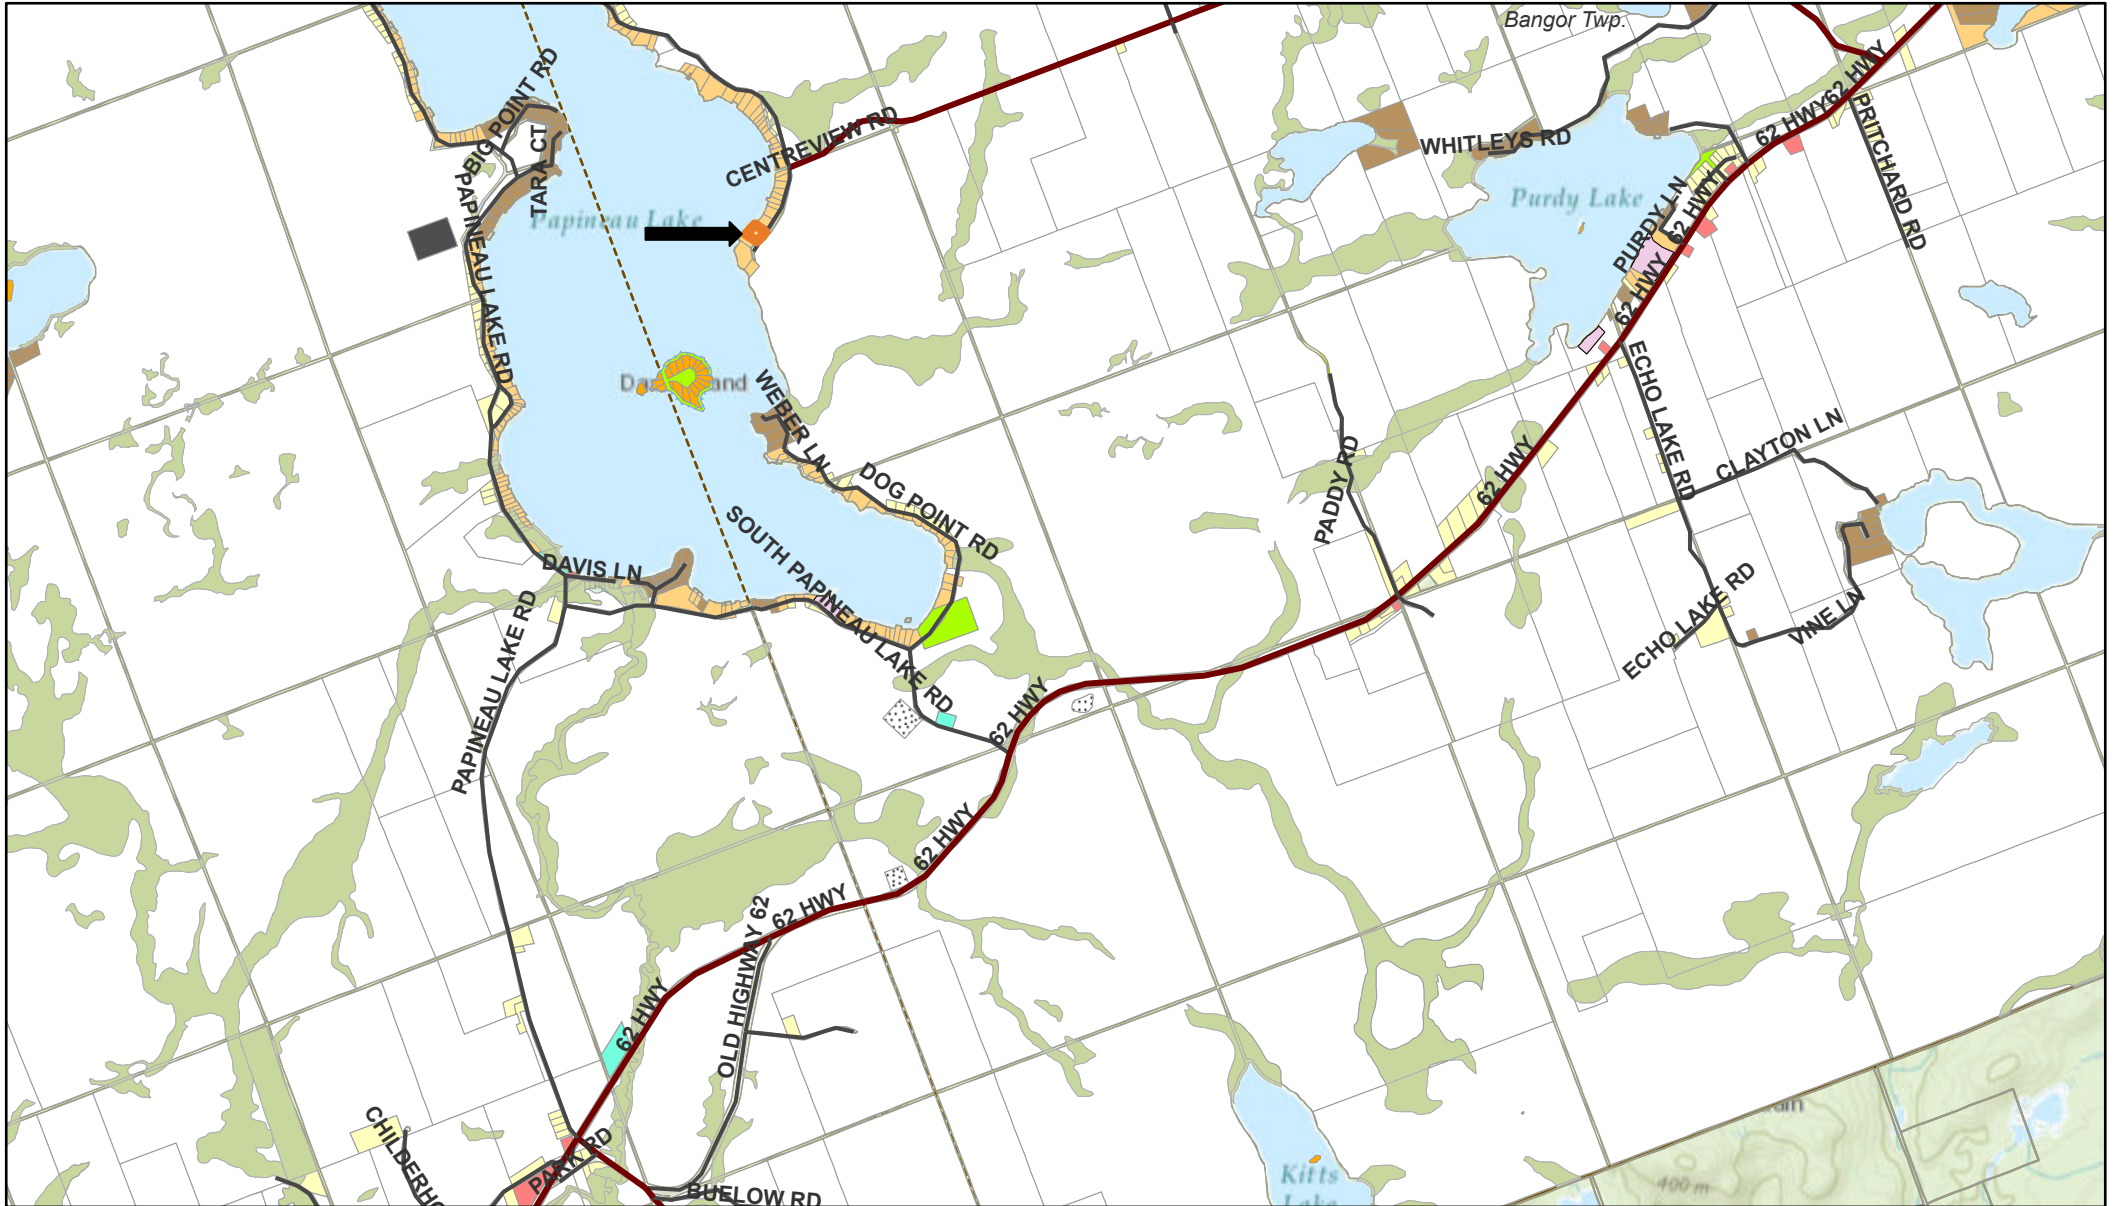 Bangor Twp.
BIG POINT RD
TARA CT
CENTREVIEW RD
WHITLEYS RD
62 HWY
62 HWY
PRITCHARD RD
PAPINEAU LAKE RD
Papineau Lake
Purdy Lake
PURDY LN
62 HWY
62 HWY
WEBER LN
ECHO LAKE RD
DOG POINT RD
PADDY RD
62 HWY
CLAYTON LN
SOUTH PAPINEAU LAKE RD
DAVIS LN
PAPINEAU LAKE RD
ECHO LAKE RD
VINE LN
62 HWY
62 HWY
62 HWY
OLD HIGHWAY 62
62 HWY
CHILDERHO
PARK RD
BUELOW RD
Kitts
Lake
400 m